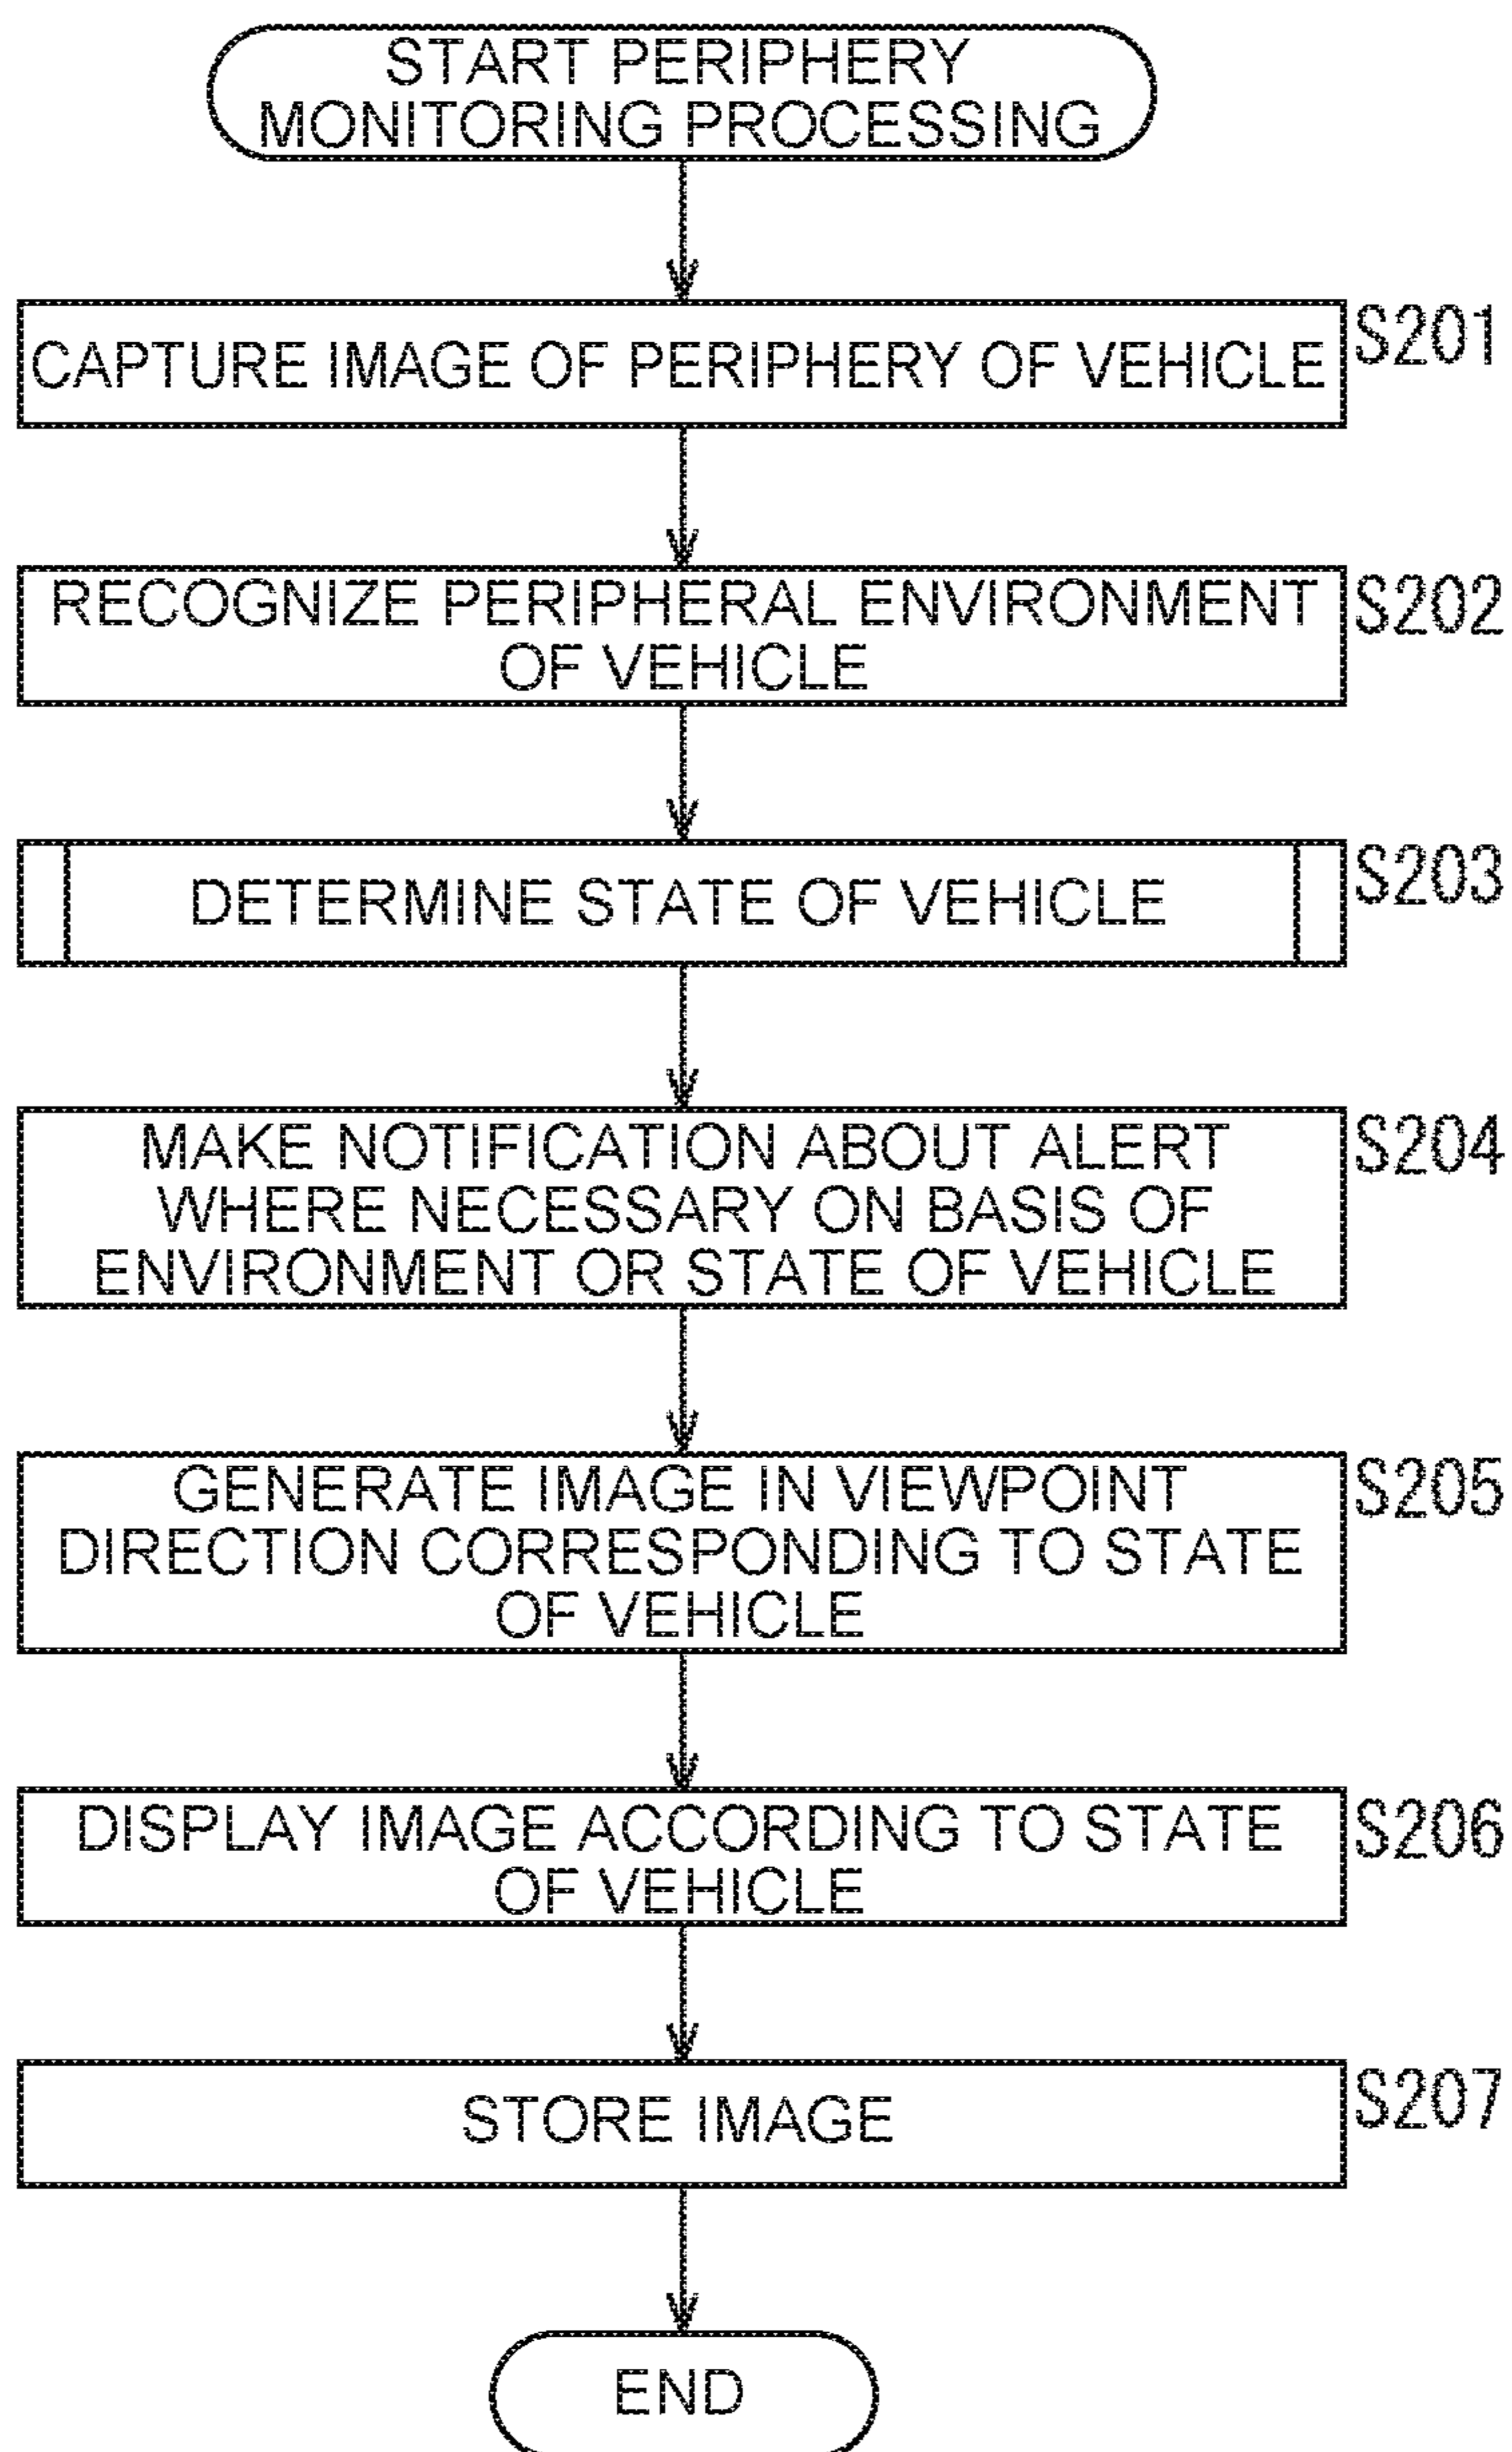 START PERIPHERY
MONITORING PROCESSING
CAPTURE IMAGE OF PERIPHERY OF VEHICLE
S201
RECOGNIZE PERIPHERAL ENVIRONMENT
OF VEHICLE
S202
DETERMINE STATE OF VEHICLE
S203
MAKE NOTIFICATION ABOUT ALERT
WHERE NECESSARY ON BASIS OF
ENVIRONMENT OR STATE OF VEHICLE
S204
GENERATE IMAGE IN VIEWPOINT
DIRECTION CORRESPONDING TO STATE
OF VEHICLE
S205
DISPLAY IMAGE ACCORDING TO STATE
OF VEHICLE
S206
STORE IMAGE
S207
END